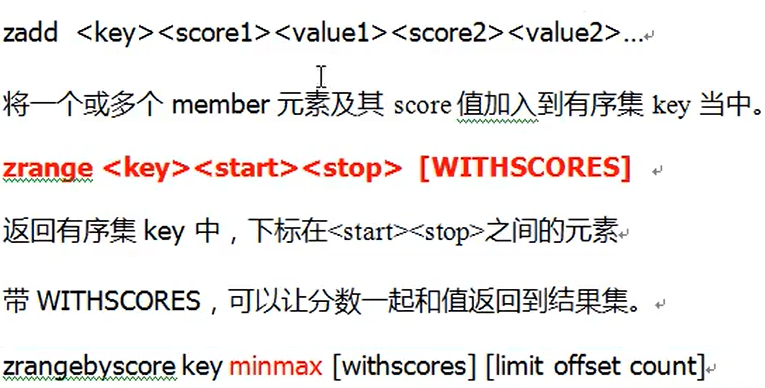 zadd <key><score1><value1><score2><value2>…
将一个或多个 member 元素及其 score 值加入到有序集 key 当中。
zrange <key><start><stop> [WITHSCORES]
返回有序集 key 中，下标在<start><stop>之间的元素
带 WITHSCORES，可以让分数一起和值返回到结果集。
zrangebyscore key minmax [withscores] [limit offset count]